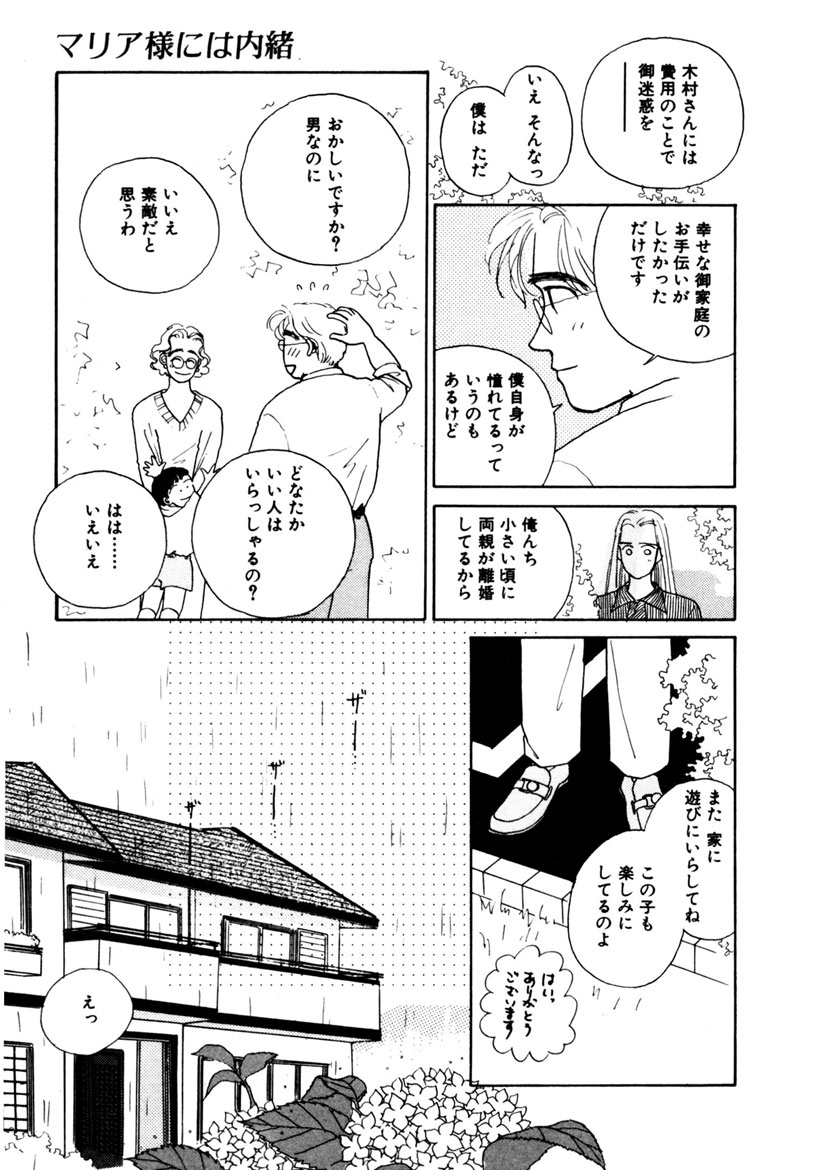 マリア様には内緒
木村さんには
費用のことで
御迷惑を
――
いえ そんなっ
僕は ただ
幸せな御家庭の
お手伝いが
したかった
だけです
僕自身が
憧れてるって
いうのも
あるけど
俺んち
小さい頃に
両親が離婚
してるから
おかしいですか?
男なのに
いいえ
素敵だと
思うわ
どなたか
いい人は
いらっしゃるの?
はは……
いえいえ
また 家に
遊びにいらしてね
この子も
楽しみに
してるのよ
はい、
ありがとう
ございます
ザー
ザー
ザー
えっ